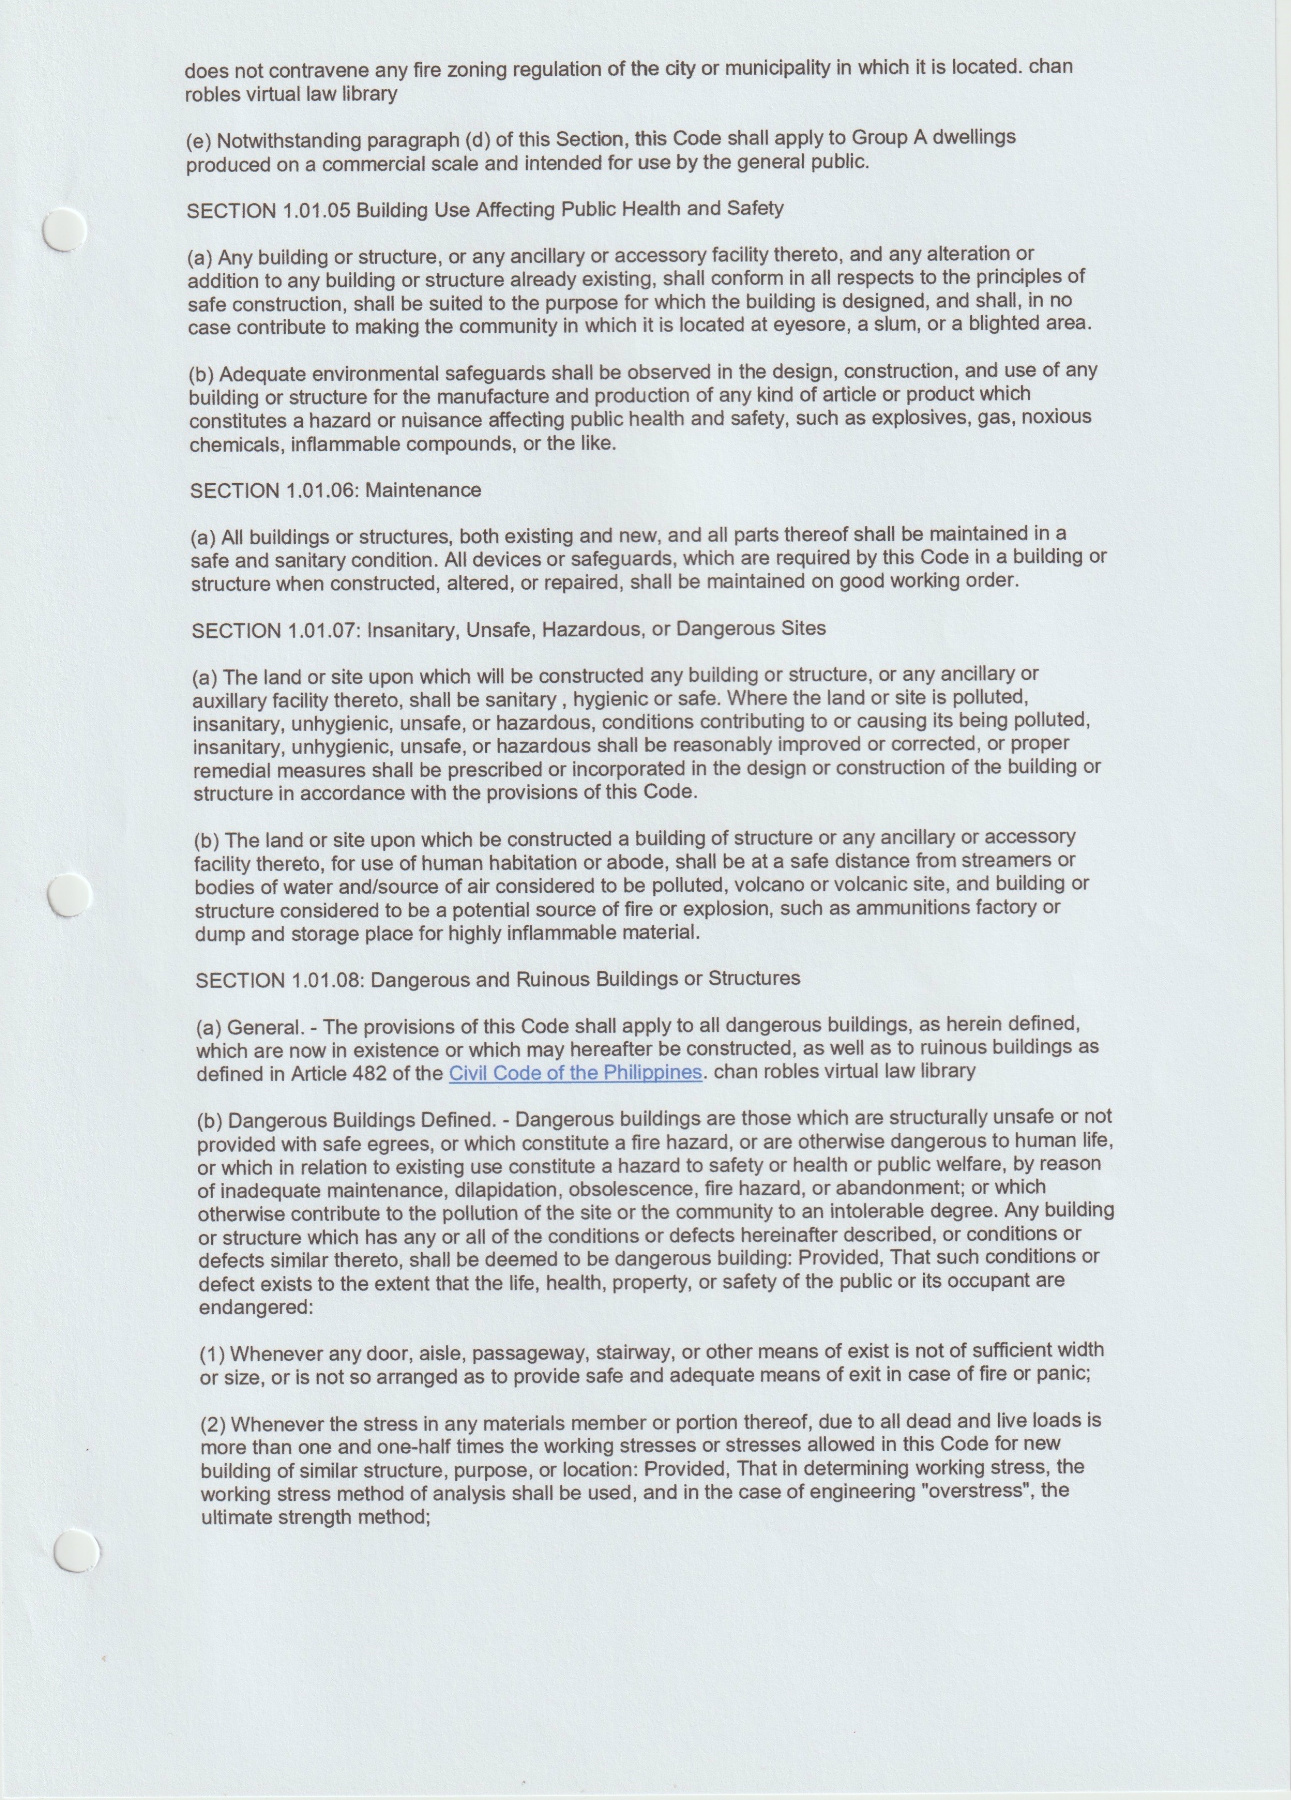 does not contravene any fire zoning regulation of the city or municipality in which it is located. chan
robles virtual law library
(e) Notwithstanding paragraph (d) of this Section, this Code shall apply to Group A dwellings
produced on a commercial scale and intended for use by the general public.
SECTION 1.01.05 Building Use Affecting Public Health and Safety
(a) Any building or structure, or any ancillary or accessory facility thereto, and any alteration or
addition to any building or structure already existing, shall conform in all respects to the principles of
safe construction, shall be suited to the purpose for which the building is designed, and shall, in no
case contribute to making the community in which it is located at eyesore, a slum, or a blighted area.
(b) Adequate environmental safeguards shall be observed in the design, construction, and use of any
building or structure for the manufacture and production of any kind of article or product which
constitutes a hazard or nuisance affecting public health and safety, such as explosives, gas, noxious
chemicals, inflammable compounds, or the like.
SECTION 1.01.06: Maintenance
(a) All buildings or structures, both existing and new, and all parts thereof shall be maintained in a
safe and sanitary condition. All devices or safeguards, which are required by this Code in a building or
structure when constructed, altered, or repaired, shall be maintained on good working order.
SECTION 1.01.07: Insanitary, Unsafe, Hazardous, or Dangerous Sites
(a) The land or site upon which will be constructed any building or structure, or any ancillary or
auxillary facility thereto, shall be sanitary , hygienic or safe. Where the land or site is polluted,
insanitary, unhygienic, unsafe, or hazardous, conditions contributing to or causing its being polluted,
insanitary, unhygienic, unsafe, or hazardous shall be reasonably improved or corrected, or proper
remedial measures shall be prescribed or incorporated in the design or construction of the building or
structure in accordance with the provisions of this Code.
(b) The land or site upon which be constructed a building of structure or any ancillary or accessory
facility thereto, for use of human habitation or abode, shall be at a safe distance from streamers or
bodies of water and/source of air considered to be polluted, volcano or volcanic site, and building or
structure considered to be a potential source of fire or explosion, such as ammunitions factory or
dump and storage place for highly inflammable material.
SECTION 1.01.08: Dangerous and Ruinous Buildings or Structures
(a) General. - The provisions of this Code shall apply to all dangerous buildings, as herein defined,
which are now in existence or which may hereafter be constructed, as well as to ruinous buildings as
defined in Article 482 of the Civil Code of the Philippines. chan robles virtual law library
(b) Dangerous Buildings Defined. - Dangerous buildings are those which are structurally unsafe or not
provided with safe egrees, or which constitute a fire hazard, or are otherwise dangerous to human life,
or which in relation to existing use constitute a hazard to safety or health or public welfare, by reason
of inadequate maintenance, dilapidation, obsolescence, fire hazard, or abandonment; or which
otherwise contribute to the pollution of the site or the community to an intolerable degree. Any building
or structure which has any or all of the conditions or defects hereinafter described, or conditions or
defects similar thereto, shall be deemed to be dangerous building: Provided, That such conditions or
defect exists to the extent that the life, health, property, or safety of the public or its occupant are
endangered:
(1) Whenever any door, aisle, passageway, stairway, or other means of exist is not of sufficient width
or size, or is not so arranged as to provide safe and adequate means of exit in case of fire or panic;
(2) Whenever the stress in any materials member or portion thereof, due to all dead and live loads is
more than one and one-half times the working stresses or stresses allowed in this Code for new
building of similar structure, purpose, or location: Provided, That in determining working stress, the
working stress method of analysis shall be used, and in the case of engineering "overstress", the
ultimate strength method;